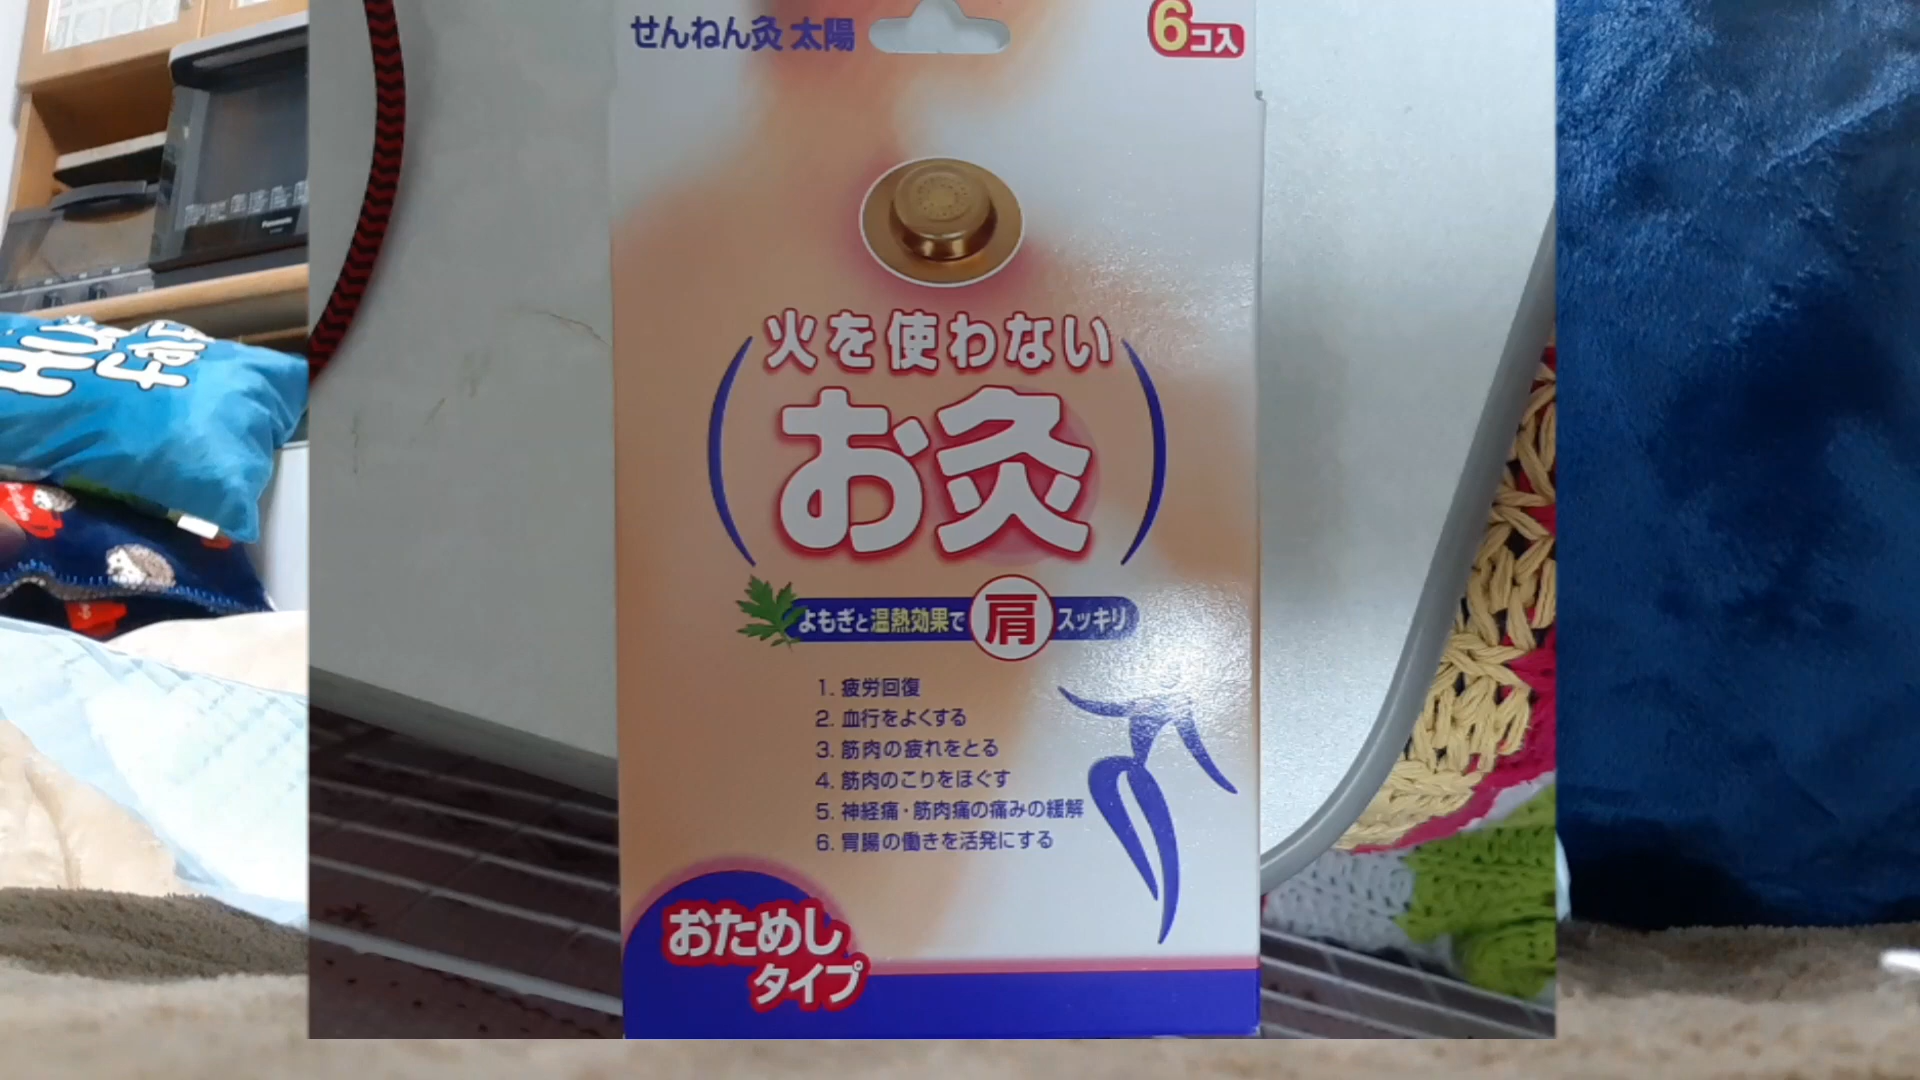 せんねん灸 太陽
6コ入
火を使わない
お灸
よもぎと温熱効果で肩スッキリ
1. 疲労回復
2. 血行をよくする
3. 筋肉の疲れをとる
4. 筋肉のこりをほぐす
5. 神経痛・筋肉痛の痛みの緩解
6. 胃腸の働きを活発にする
おためし
タイプ
Panasonic